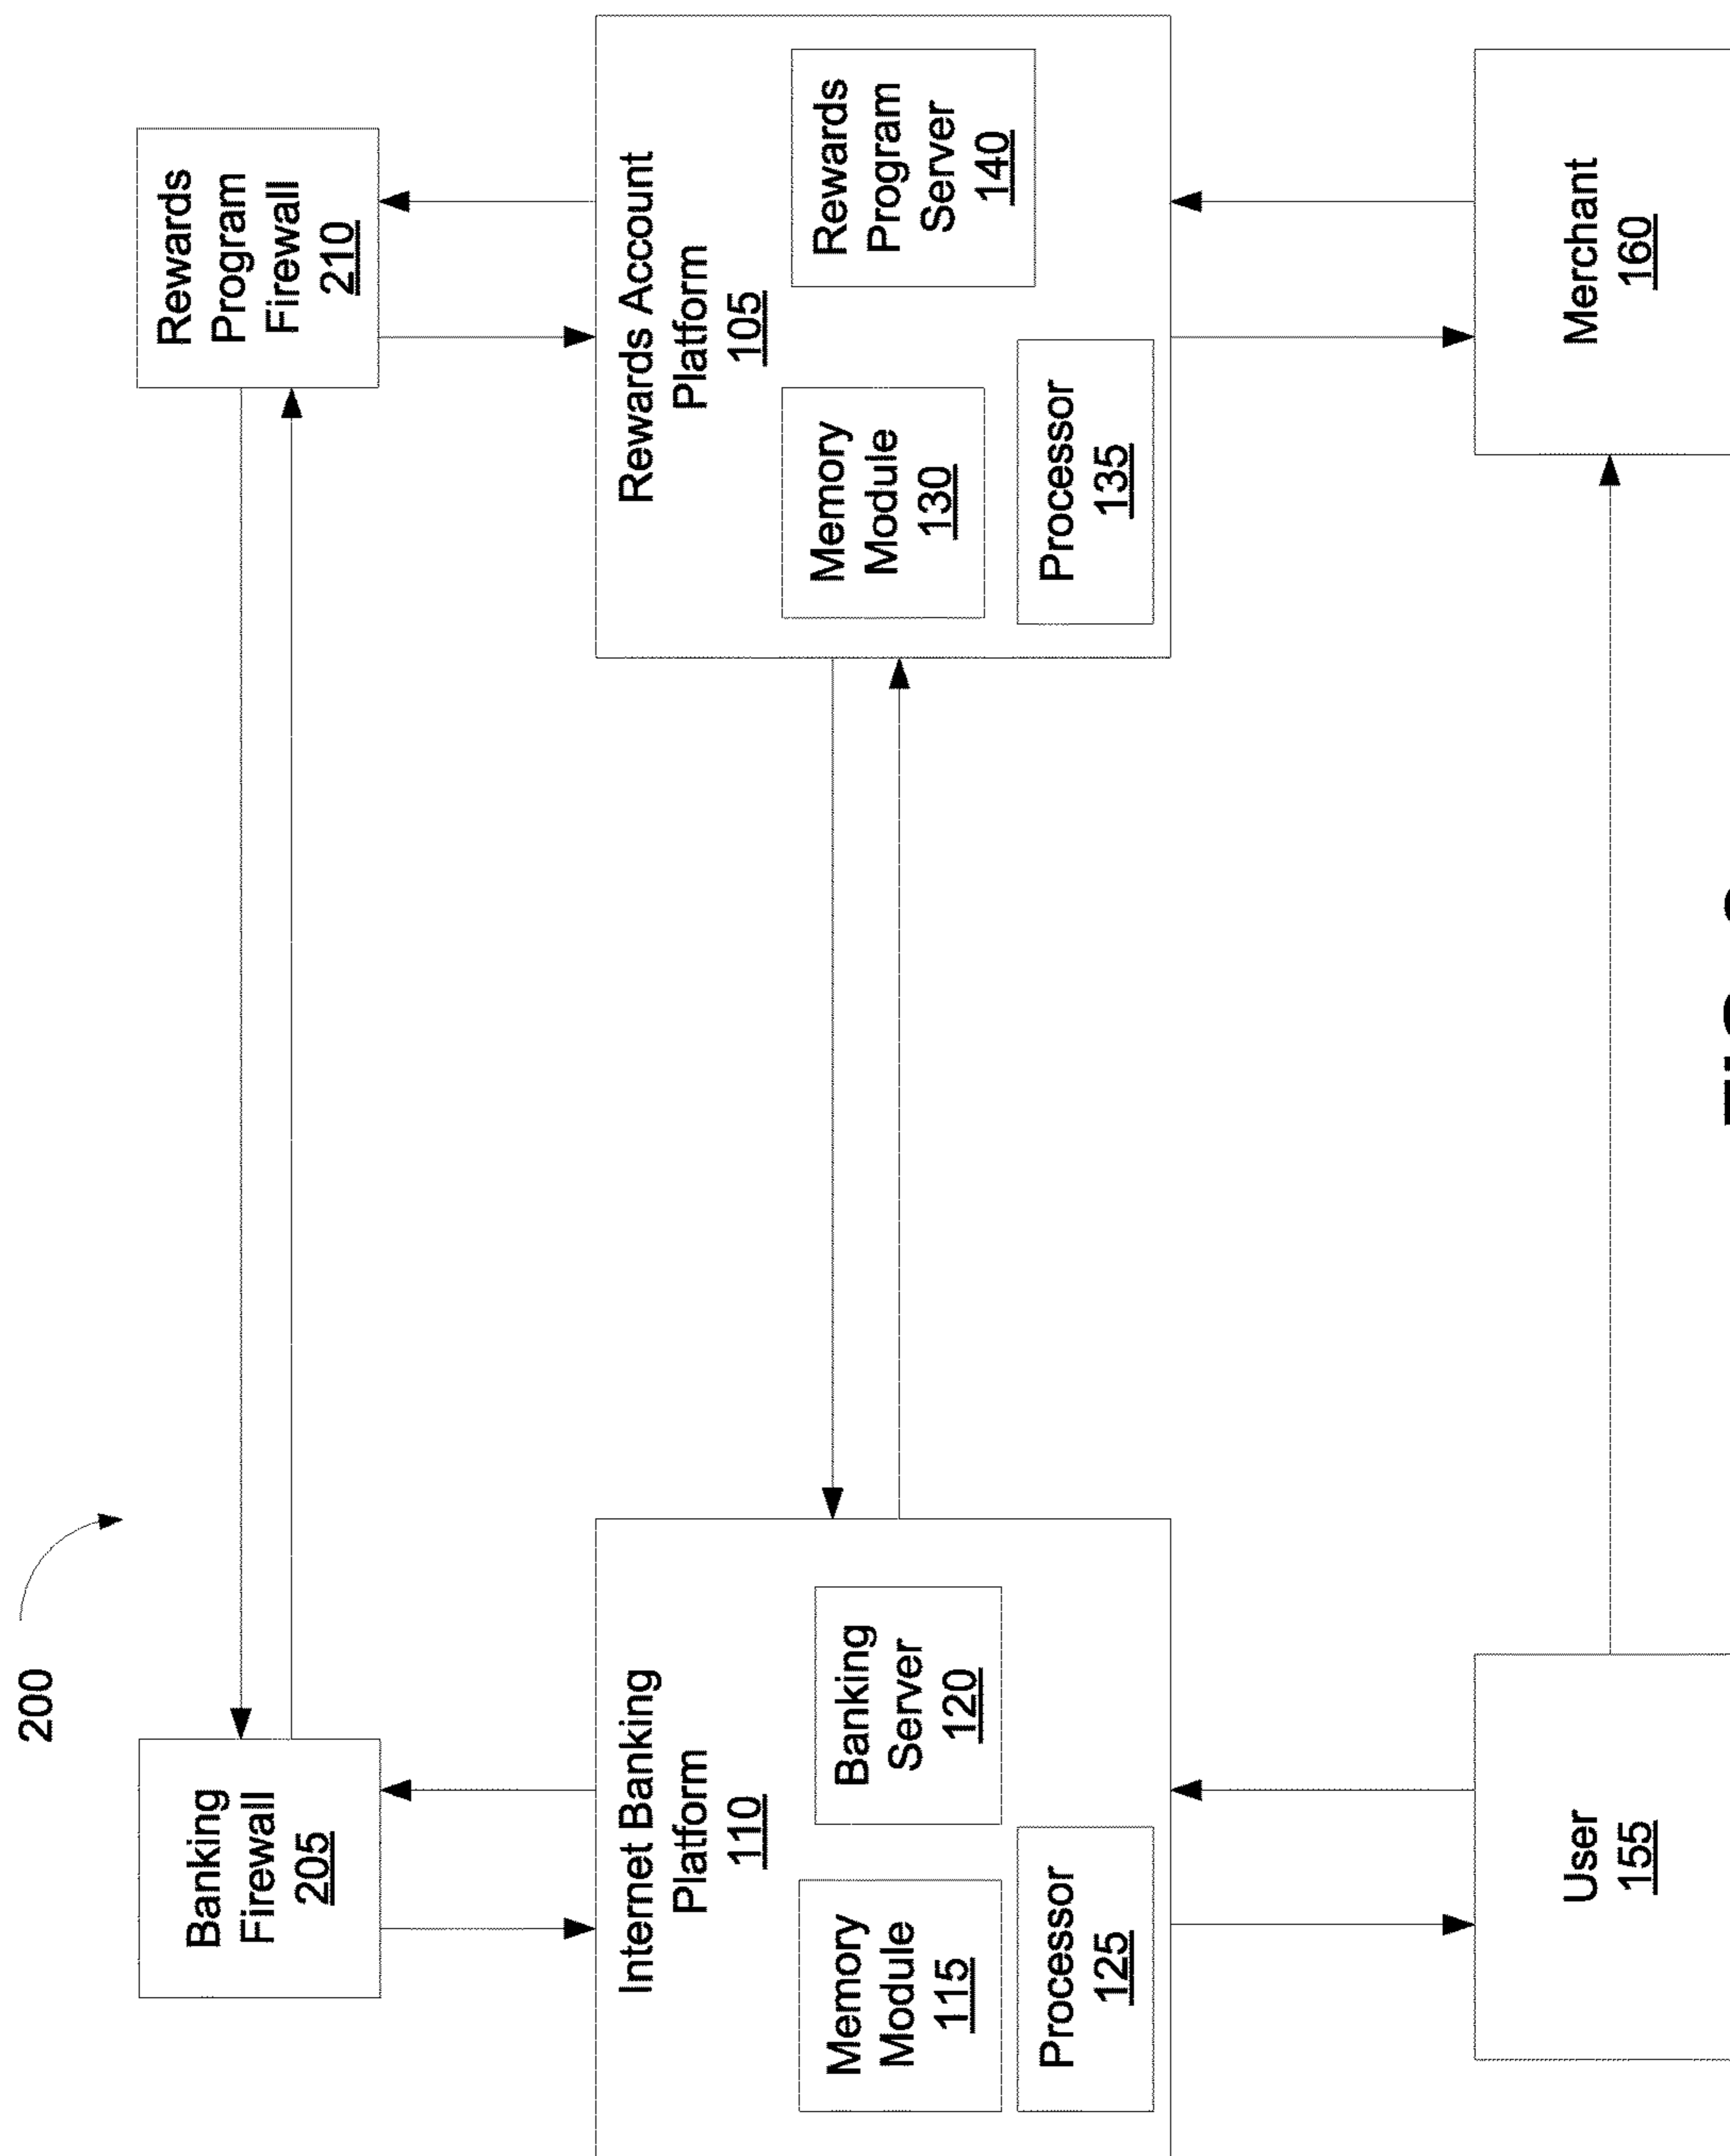 200
Banking
Firewall
205
Rewards
Program
Firewall
210
Internet Banking
Platform
110
Memory
Module
115
Banking
Server
120
Processor
125
Rewards Account
Platform
105
Memory
Module
130
Rewards
Program
Server
140
Processor
135
User
155
Merchant
160